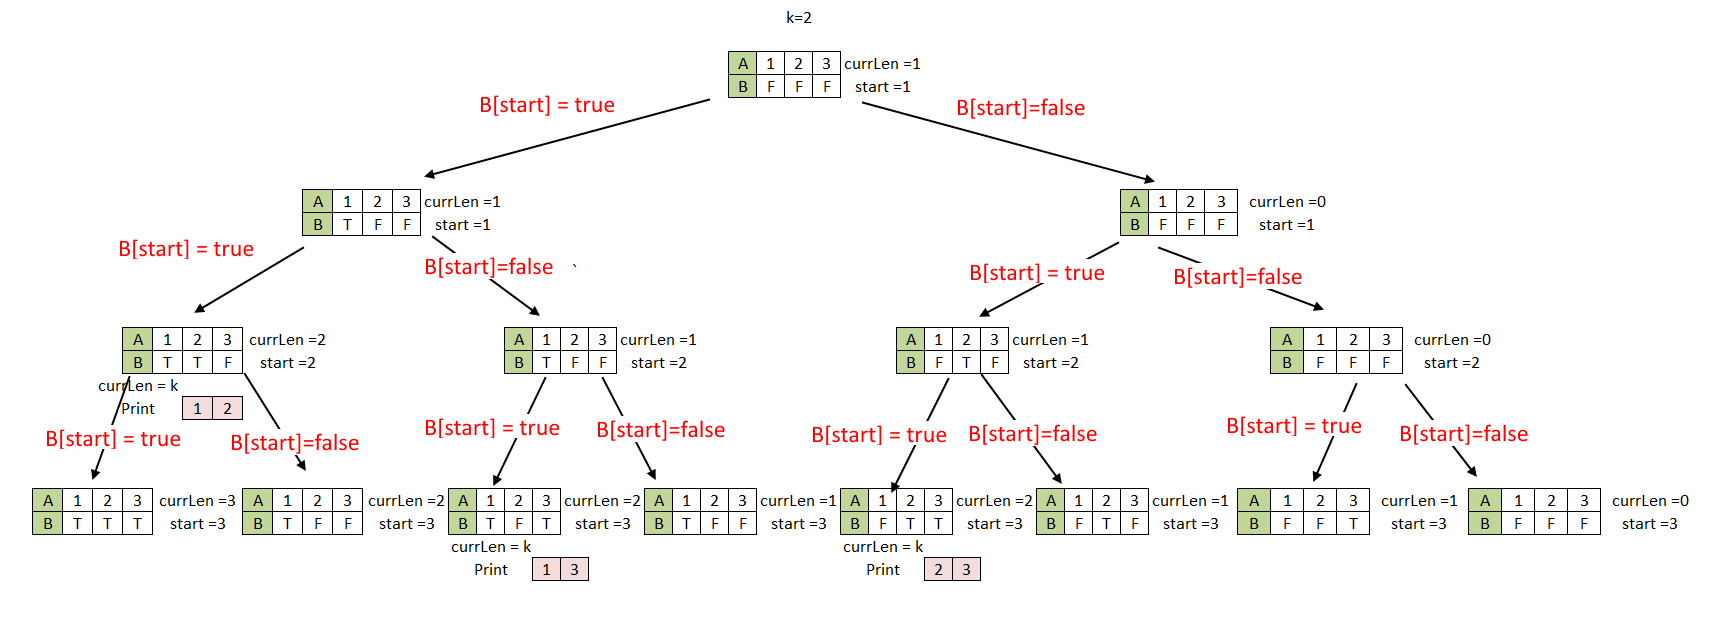 k=2
A 1 2 3 currLen =1
B F F F start =1
B[start] = true B[start]=false
A 1 2 3 currLen =1 A 1 2 3 currLen =0
B T F F start =1 B F F F start =1
B[start] = true B[start]=false ` B[start] = true B[start]=false
A 1 2 3 currLen =2 A 1 2 3 currLen =1 A 1 2 3 currLen =1 A 1 2 3 currLen =0
B T T F start =2 B T F F start =2 B F T F start =2 B F F F start =2
currLen = k
Print 1 2
B[start] = true B[start]=false B[start] = true B[start]=false B[start] = true B[start]=false B[start] = true B[start]=false
A 1 2 3 currLen =3 A 1 2 3 currLen =2 A 1 2 3 currLen =2 A 1 2 3 currLen =1 A 1 2 3 currLen =2 A 1 2 3 currLen =1 A 1 2 3 currLen =1 A 1 2 3 currLen =0
B T T T start =3 B T F F start =3 B T F T start =3 B T F F start =3 B F T T start =3 B F T F start =3 B F F T start =3 B F F F start =3
currLen = k currLen = k
Print 1 3 Print 2 3